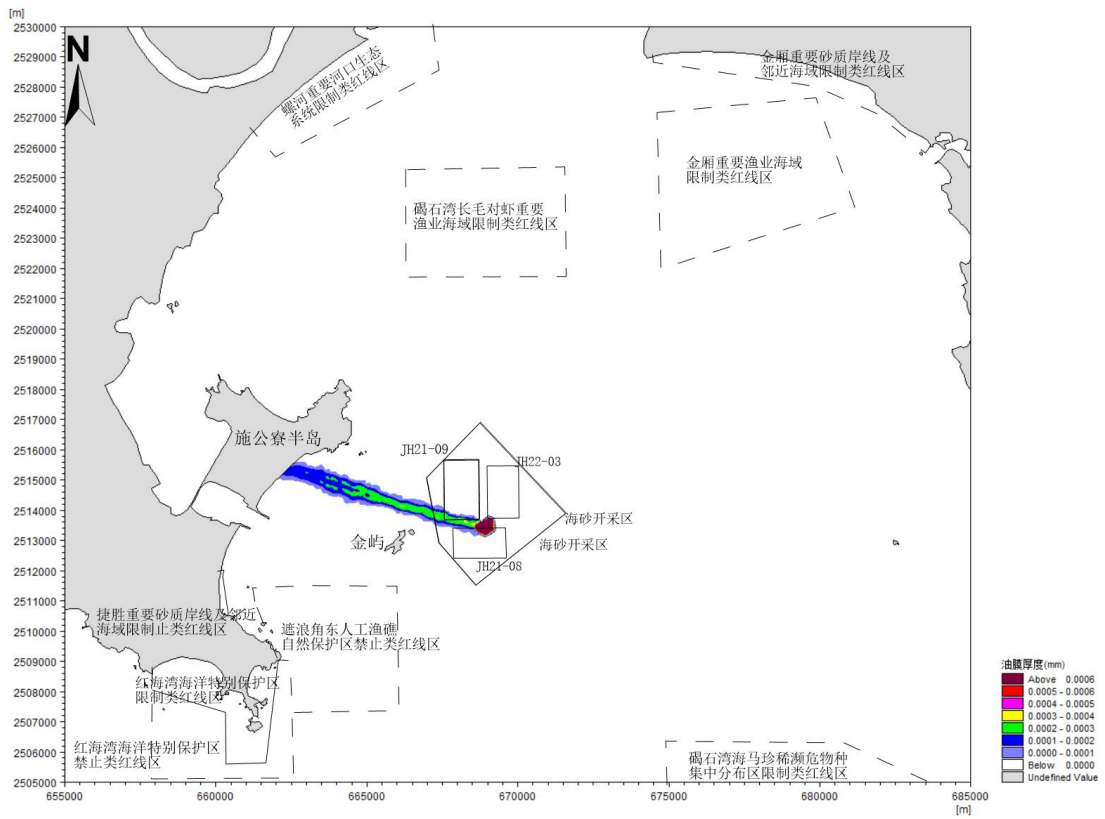 [m]
2530000
2529000
2528000
2527000
2526000
2525000
2524000
2523000
2522000
2521000
2520000
2519000
2518000
2517000
2516000
2515000
2514000
2513000
2512000
2511000
2510000
2509000
2508000
2507000
2506000
2505000
N
螺河重要河口生态
系统限制类红线区
金厢重要砂质岸线及
邻近海域限制类红线区
金厢重要渔业海域
限制类红线区
碣石湾长毛对虾重要
渔业海域限制类红线区
施公寮半岛
JH21-09
JH22-03
海砂开采区
海砂开采区
金屿
JH21-08
捷胜重要砂质岸线及邻近
海域限制止类红线区
遮浪角东人工渔礁
自然保护区禁止类红线区
红海湾海洋特别保护区
限制类红线区
红海湾海洋特别保护区
禁止类红线区
碣石湾海马珍稀濒危物种
集中分布区限制类红线区
655000
660000
665000
670000
675000
680000
685000
[m]
油膜厚度(mm)
Above 0.0006
0.0005 - 0.0006
0.0004 - 0.0005
0.0003 - 0.0004
0.0002 - 0.0003
0.0001 - 0.0002
0.0000 - 0.0001
Below 0.0000
Undefined Value